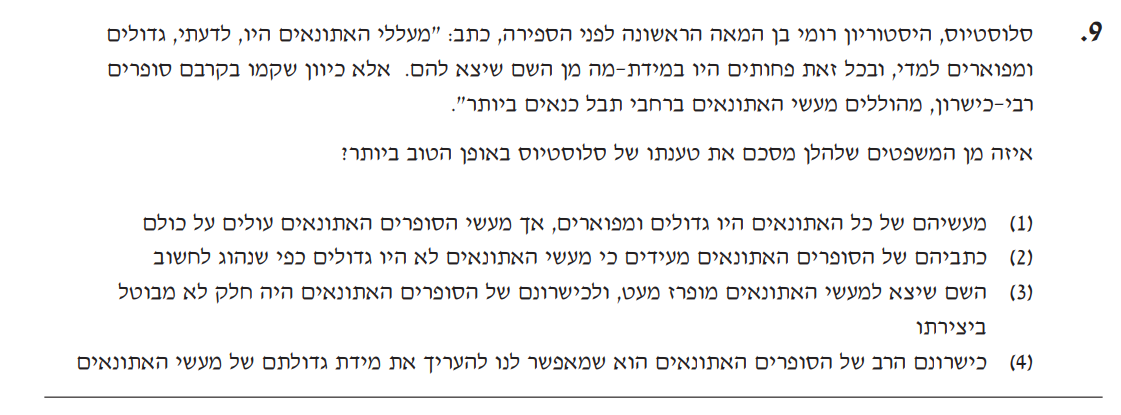 9. סלוסטיוס, היסטוריון רומי בן המאה הראשונה לפני הספירה, כתב: "מעללי האתונאים היו, לדעתי, גדולים
ומפוארים למדי, ובכל זאת פחותים היו במידת-מה מן השם שיצא להם. אלא כיוון שקמו בקרבם סופרים
רבי-כישרון, מהוללים מעשי האתונאים ברחבי תבל כנאים ביותר".
איזה מן המשפטים שלהלן מסכם את טענתו של סלוסטיוס באופן הטוב ביותר?
(1) מעשיהם של כל האתונאים היו גדולים ומפוארים, אך מעשי הסופרים האתונאים עולים על כולם
(2) כתביהם של הסופרים האתונאים מעידים כי מעשי האתונאים לא היו גדולים כפי שנהוג לחשוב
(3) השם שיצא למעשי האתונאים מופרז מעט, ולכישרונם של הסופרים האתונאים היה חלק לא מבוטל
ביצירתו
(4) כישרונם הרב של הסופרים האתונאים הוא שמאפשר לנו להעריך את מידת גדולתם של מעשי האתונאים